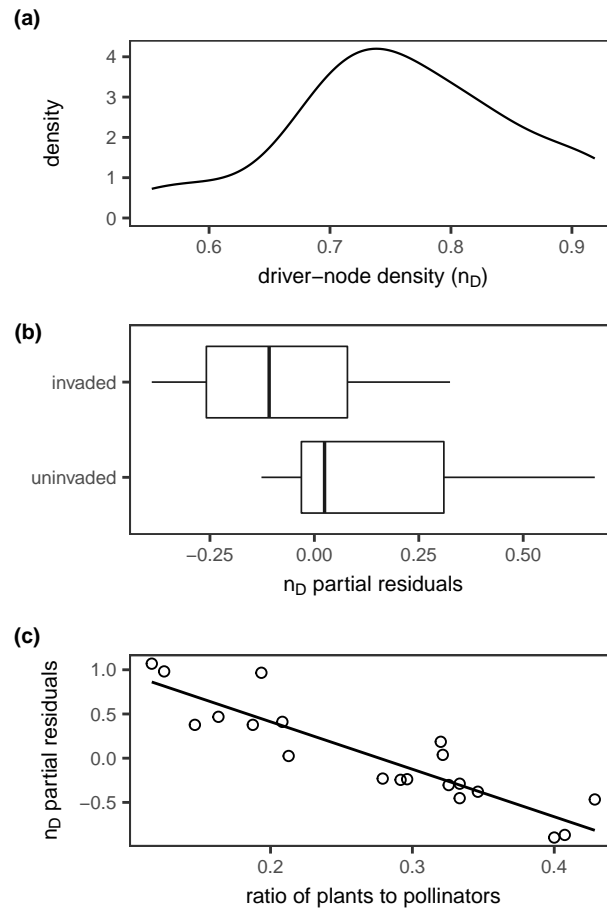 (a)
density
4
3
2
1
0
0.6 0.7 0.8 0.9
driver−node density (nD)
(b)
invaded
uninvaded
−0.25 0.00 0.25 0.50
nD partial residuals
(c)
nD partial residuals
1.0
0.5
0.0
−0.5
0.2 0.3 0.4
ratio of plants to pollinators